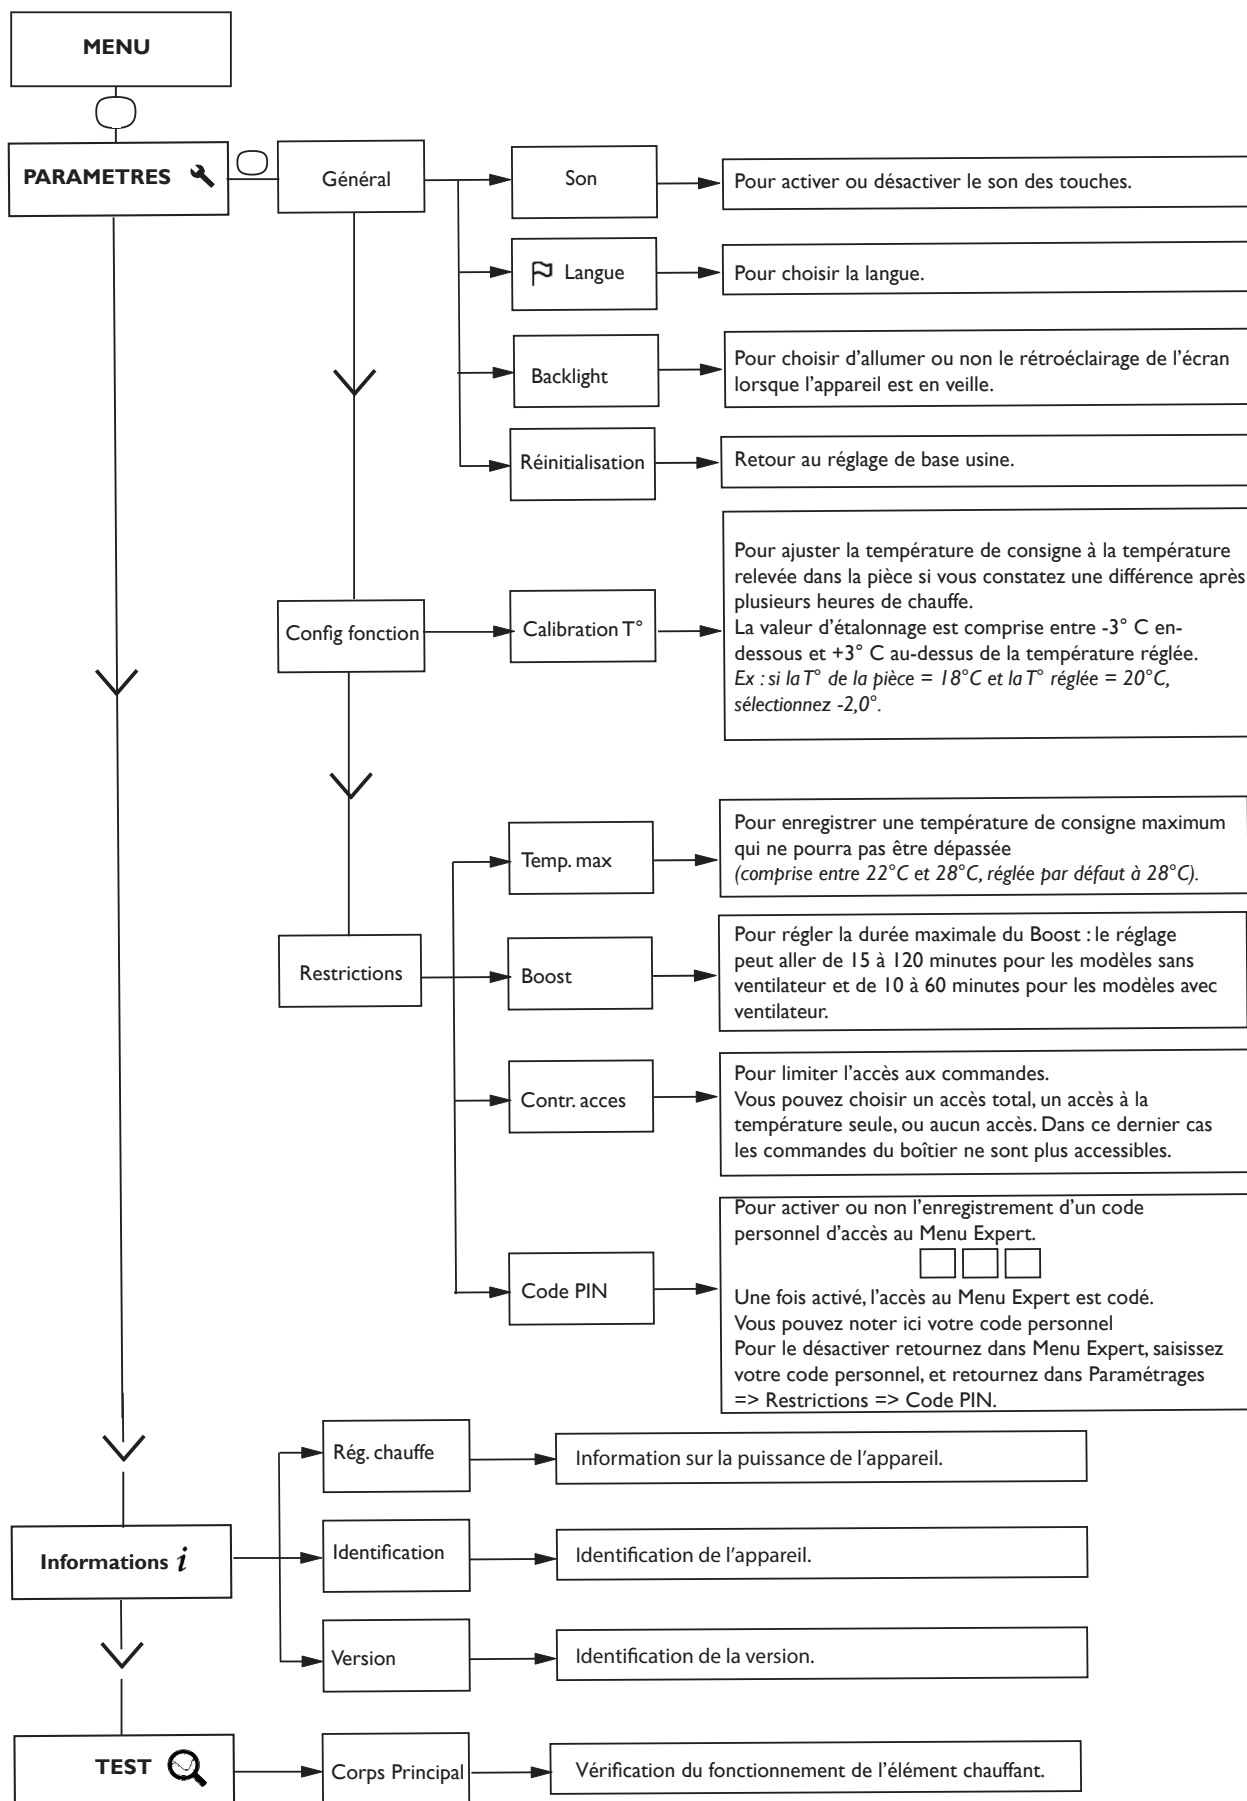 MENU
PARAMETRES
Général
Son
Pour activer ou désactiver le son des touches.
Langue
Pour choisir la langue.
Backlight
Pour choisir d’allumer ou non le rétroéclairage de l’écran
lorsque l’appareil est en veille.
Réinitialisation
Retour au réglage de base usine.
Config fonction
Calibration T°
Pour ajuster la température de consigne à la température
relevée dans la pièce si vous constatez une différence après
plusieurs heures de chauffe.
La valeur d’étalonnage est comprise entre -3° C en-
dessous et +3° C au-dessus de la température réglée.
Ex : si la T° de la pièce = 18°C et la T° réglée = 20°C,
sélectionnez -2,0°.
Restrictions
Temp. max
Pour enregistrer une température de consigne maximum
qui ne pourra pas être dépassée
(comprise entre 22°C et 28°C, réglée par défaut à 28°C).
Boost
Pour régler la durée maximale du Boost : le réglage
peut aller de 15 à 120 minutes pour les modèles sans
ventilateur et de 10 à 60 minutes pour les modèles avec
ventilateur.
Contr. acces
Pour limiter l’accès aux commandes.
Vous pouvez choisir un accès total, un accès à la
température seule, ou aucun accès. Dans ce dernier cas
les commandes du boîtier ne sont plus accessibles.
Code PIN
Pour activer ou non l’enregistrement d’un code
personnel d’accès au Menu Expert.
Une fois activé, l’accès au Menu Expert est codé.
Vous pouvez noter ici votre code personnel
Pour le désactiver retournez dans Menu Expert, saisissez
votre code personnel, et retournez dans Paramétrages
=> Restrictions => Code PIN.
Informations i
Rég. chauffe
Information sur la puissance de l’appareil.
Identification
Identification de l’appareil.
Version
Identification de la version.
TEST
Corps Principal
Vérification du fonctionnement de l’élément chauffant.